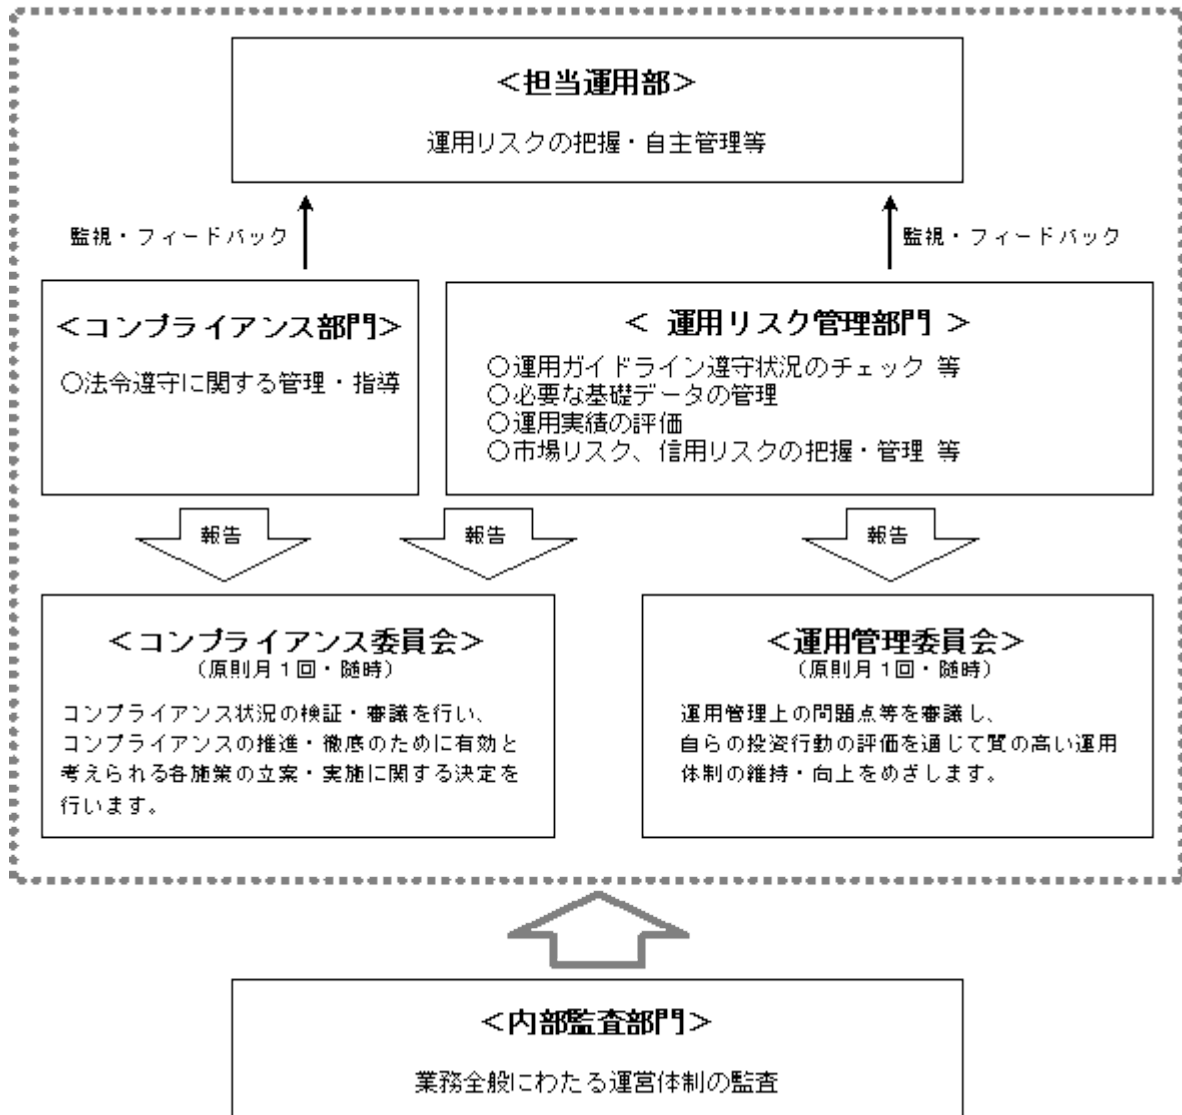 ＜担当運用部＞
運用リスクの把握・自主管理等
監視・フィードバック
監視・フィードバック
＜コンプライアンス部門＞
○法令遵守に関する管理・指導
＜ 運用リスク管理部門 ＞
○運用ガイドライン遵守状況のチェック 等
○必要な基礎データの管理
○運用実績の評価
○市場リスク、信用リスクの把握・管理 等
報告
報告
報告
＜コンプライアンス委員会＞
（原則月１回・随時）
コンプライアンス状況の検証・審議を行い、
コンプライアンスの推進・徹底のために有効と
考えられる各施策の立案・実施に関する決定を
行います。
＜運用管理委員会＞
（原則月１回・随時）
運用管理上の問題点等を審議し、
自らの投資行動の評価を通じて質の高い運用
体制の維持・向上をめざします。
＜内部監査部門＞
業務全般にわたる運営体制の監査